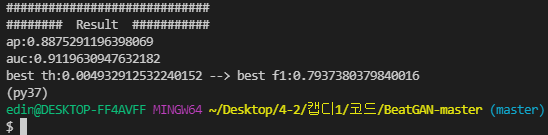 ##############################
######## Result ###########
ap:0.8875291196398069
auc:0.9119630947632182
best th:0.004932912532240152 --> best f1:0.7937380379840016
(py37)
edin@DESKTOP-FF4AVFF MINGW64 ~/Desktop/4-2/캡디1/코드/BeatGAN-master (master)
$